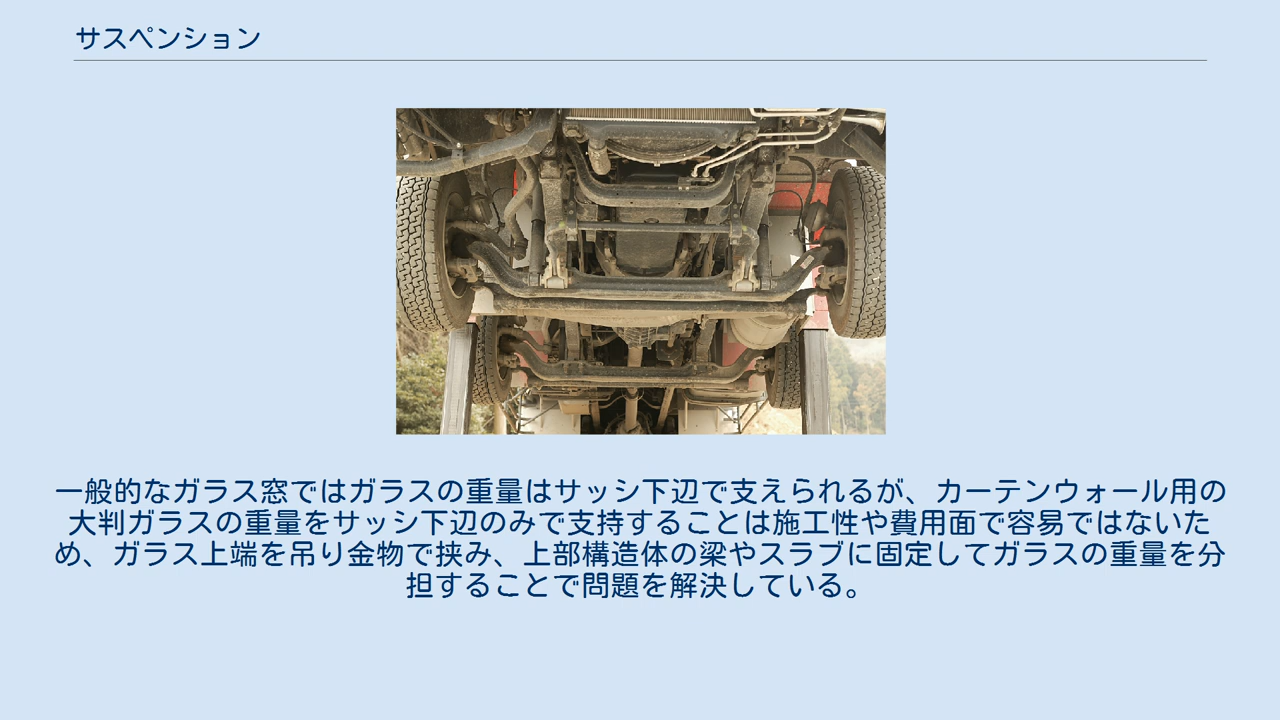 サスペンション
一般的なガラス窓ではガラスの重量はサッシ下辺で支えられるが、カーテンウォール用の
大判ガラスの重量をサッシ下辺のみで支持することは施工性や費用面で容易ではないた
め、ガラス上端を吊り金物で挟み、上部構造体の梁やスラブに固定してガラスの重量を分
担することで問題を解決している。